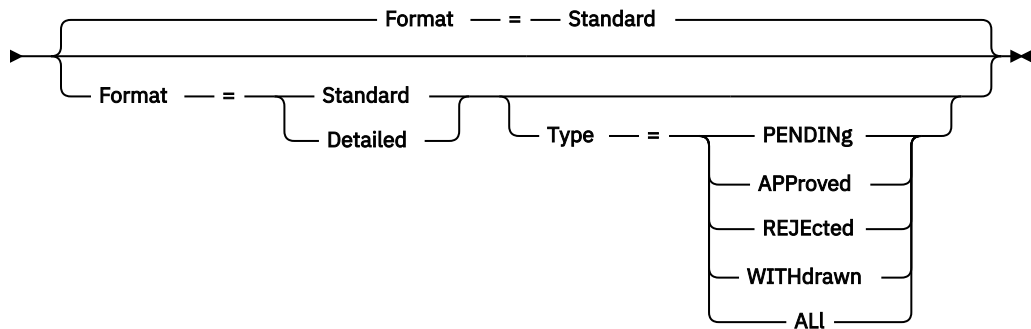 Format = Standard
Format = Standard
Detailed
Type = PENDINg
APProved
REJEcted
WITHdrawn
ALl